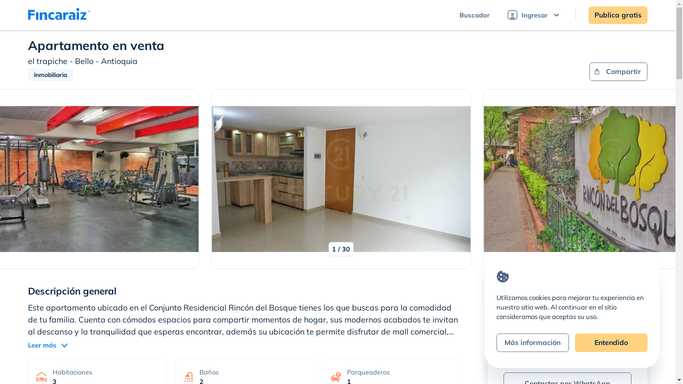 Fincaraiz
Buscador
Ingresar
Publica gratis
Apartamento en venta
el trapiche - Bello - Antioquia
Inmobiliaria
Compartir
21
CENTURY 21
RINCÓN DEL BOSQUE
1 / 30
Descripción general
Este apartamento ubicado en el Conjunto Residencial Rincón del Bosque tienes los que buscas para la comodidad
de tu familia. Cuenta con cómodos espacios para compartir momentos de hogar, sus modernos acabados te invitan
al descanso y la tranquilidad que esperas encontrar, además su ubicación te permite disfrutar de mall comercial,...
Leer más
Utilizamos cookies para mejorar tu experiencia en
nuestro sitio web. Al continuar en el sitio
consideramos que aceptas su uso.
Más información
Entendido
Habitaciones
3
Baños
2
Parqueaderos
1
Contactar por WhatsApp